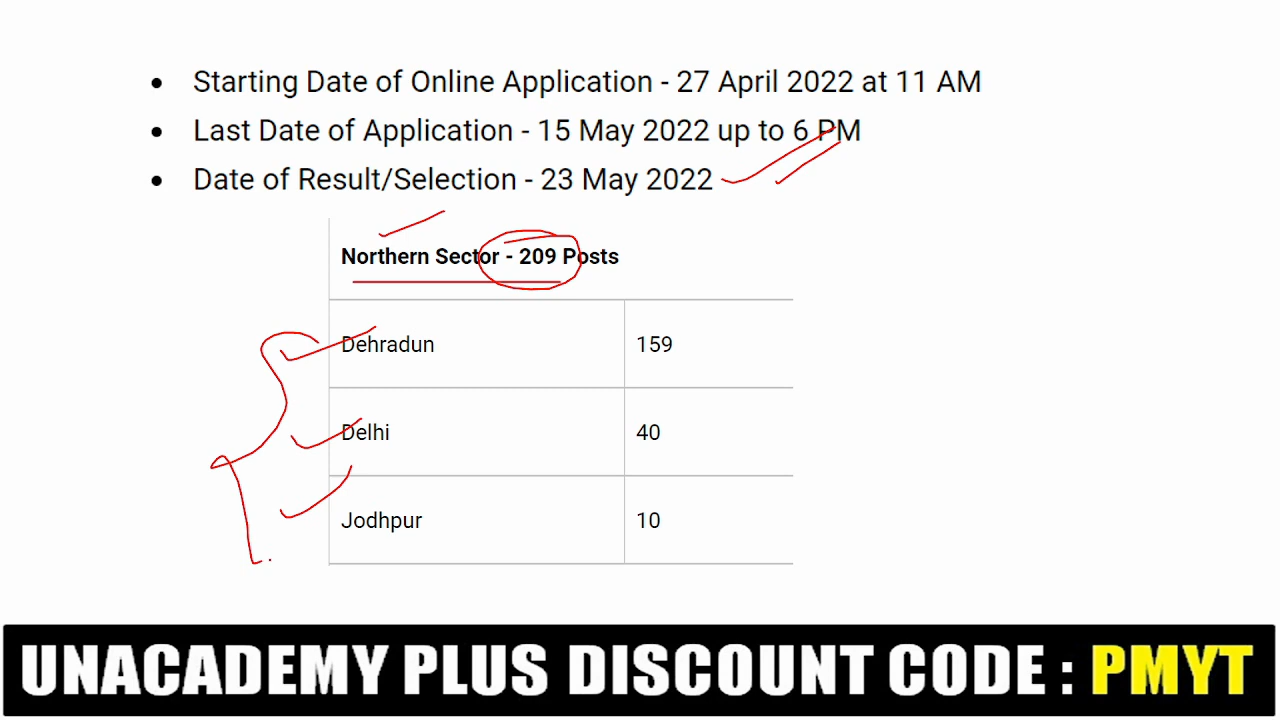 • Starting Date of Online Application - 27 April 2022 at 11 AM
• Last Date of Application - 15 May 2022 up to 6 PM
• Date of Result/Selection - 23 May 2022
Northern Sector - 209 Posts
Dehradun 159
Delhi 40
Jodhpur 10
UNACADEMY PLUS DISCOUNT CODE : PMYT